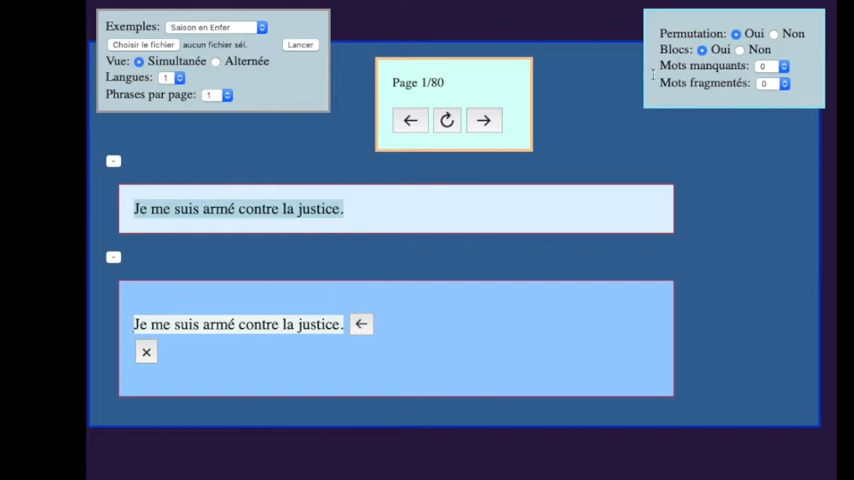 Exemples: Saison en Enfer
Choisir le fichier aucun fichier sél. Lancer
Vue: Simultanée Alternée
Langues: 1
Phrases par page: 1
Page 1/80
← ↻ →
Permutation: Oui Non
Blocs: Oui Non
Mots manquants: 0
Mots fragmentés: 0
-
Je me suis armé contre la justice.
-
Je me suis armé contre la justice. ←
×